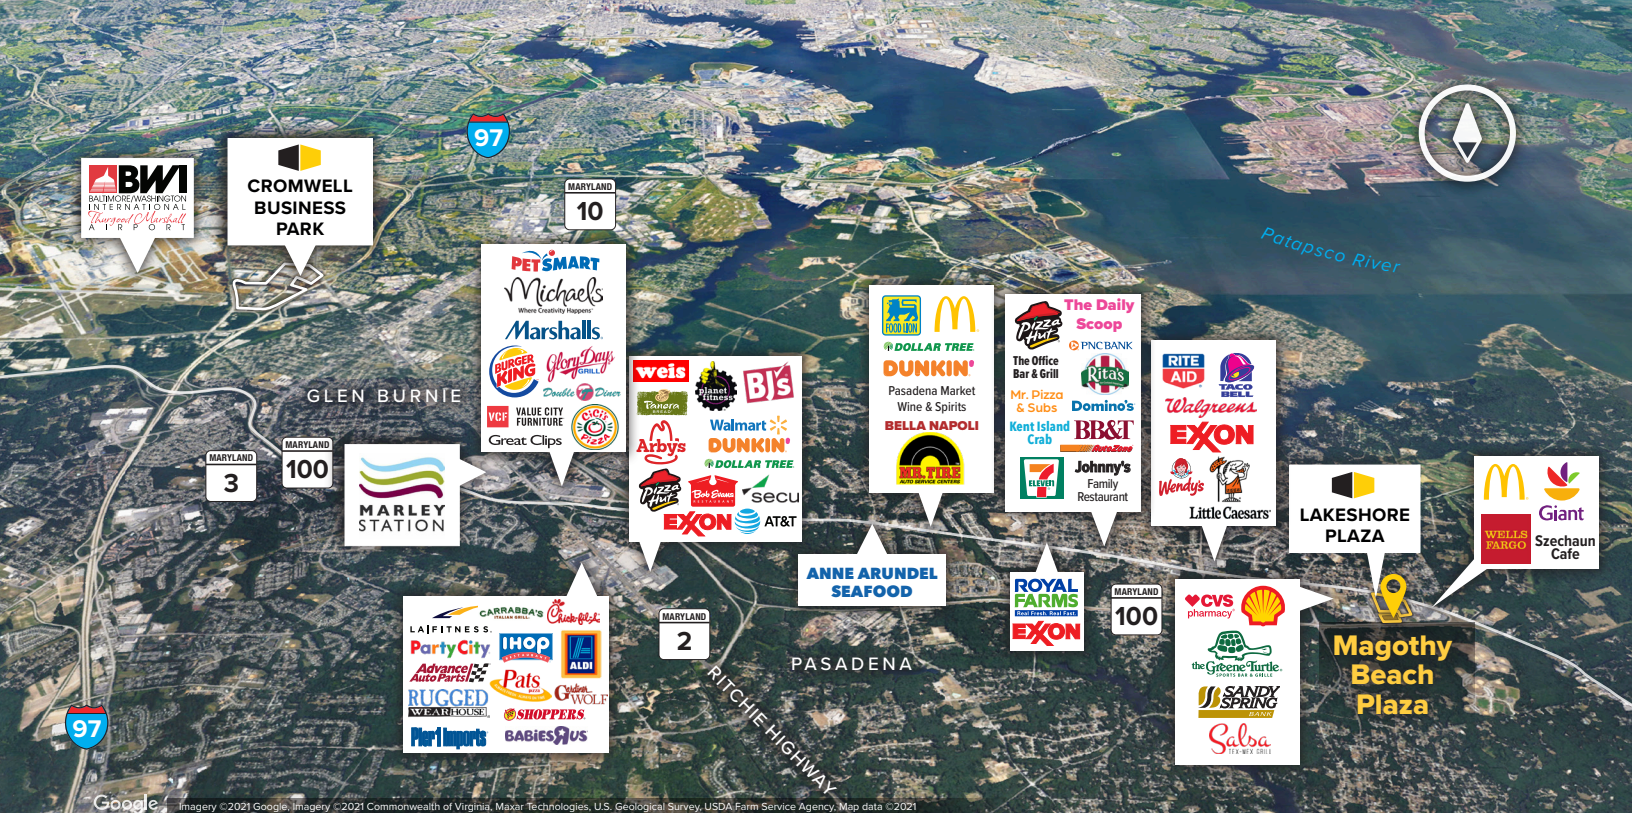 97
BWI
BALTIMORE/WASHINGTON
INTERNATIONAL
Thurgood Marshall
AIRPORT
CROMWELL
BUSINESS
PARK
MARYLAND
10
Patapsco River
PETSMART
Michaels
Where Creativity Happens
Marshalls
BURGER
KING
Glory Days
GRILL
Double T Diner
VCF
VALUE CITY
FURNITURE
CiCi's
PIZZA
Great Clips
GLEN BURNIE
weis
planet
fitness
BJ's
Panera
BREAD
Arby's
Walmart
DUNKIN'
DOLLAR TREE
Pizza
Hut
Bob Evans
RESTAURANT
secu
EXXON
AT&T
FOOD LION
DOLLAR TREE
DUNKIN'
Pasadena Market
Wine & Spirits
BELLA NAPOLI
MR. TIRE
AUTO SERVICE CENTERS
Pizza
Hut
The Daily
Scoop
PNC BANK
The Office
Bar & Grill
Rita's
Mr. Pizza
& Subs
Domino's
Kent Island
Crab
BB&T
AutoZone
7
ELEVEN
Johnny's
Family
Restaurant
RITE
AID
TACO
BELL
Walgreens
EXXON
Wendy's
Little Caesars
MARYLAND
3
MARYLAND
100
MARLEY
STATION
LAKESHORE
PLAZA
WELLS
FARGO
Giant
Szechaun
Cafe
ANNE ARUNDEL
SEAFOOD
ROYAL
FARMS
Real Fresh. Real Fast.
EXXON
MARYLAND
100
CVS
pharmacy
the Greene Turtle
SPORTS BAR & GRILLE
SANDY
SPRING
BANK
Salsa
TEX-MEX GRILL
Magothy
Beach
Plaza
LA|FITNESS
CARRABBA'S
ITALIAN GRILL
Chick-fil-A
Party City
IHOP
RESTAURANT
ALDI
Advance
Auto Parts
Pats
PIZZA
RUGGED
WEARHOUSE
Gardiner
WOLF
SHOPPERS
Pier 1 imports
BABIES R US
MARYLAND
2
PASADENA
RITCHIE HIGHWAY
97
Google
Imagery ©2021 Google, Imagery ©2021 Commonwealth of Virginia, Maxar Technologies, U.S. Geological Survey, USDA Farm Service Agency, Map data ©2021